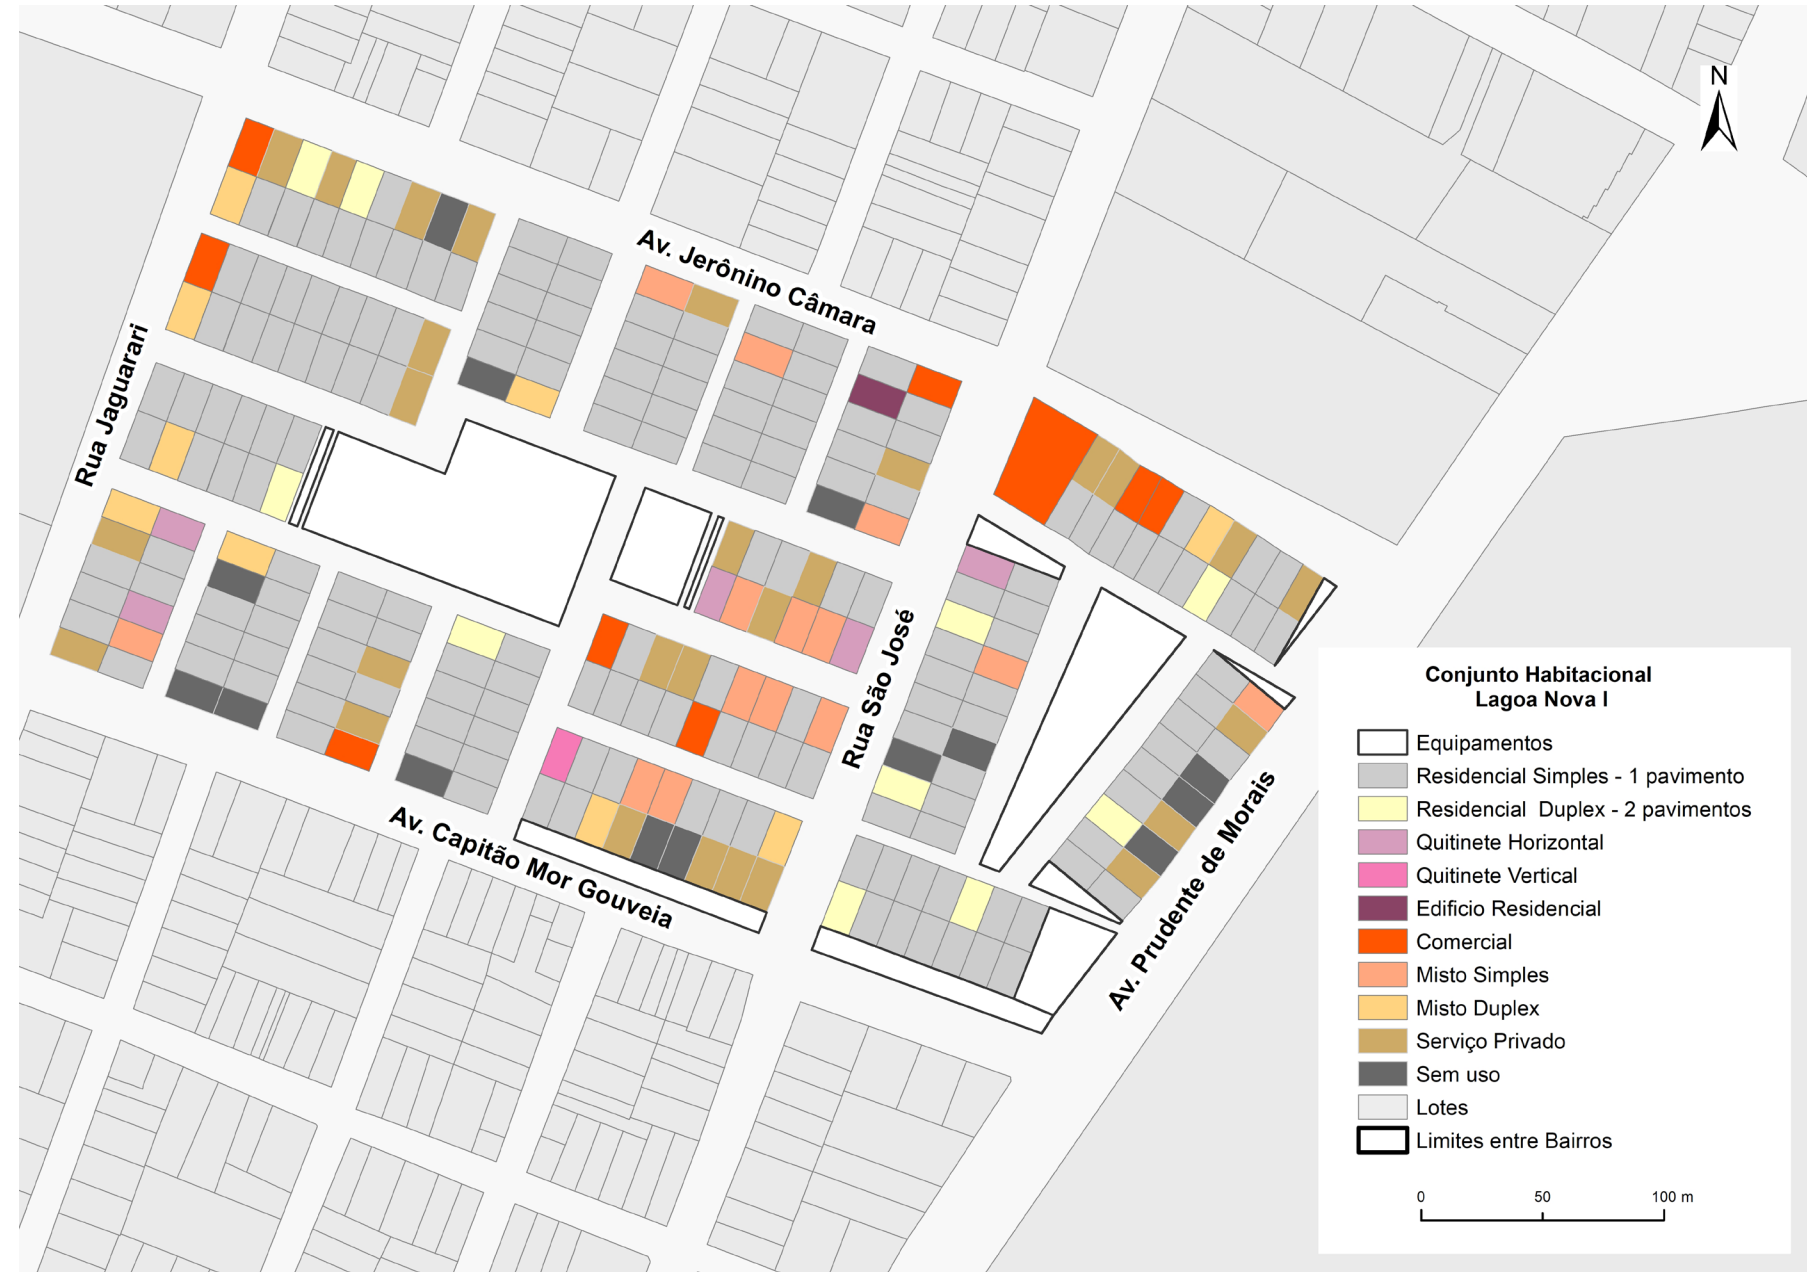 N
Av. Jerônino Câmara
Rua Jaguarari
Rua São José
Av. Capitão Mor Gouveia
Av. Prudente de Morais
Conjunto Habitacional
Lagoa Nova I
Equipamentos
Residencial Simples - 1 pavimento
Residencial Duplex - 2 pavimentos
Quitinete Horizontal
Quitinete Vertical
Edificio Residencial
Comercial
Misto Simples
Misto Duplex
Serviço Privado
Sem uso
Lotes
Limites entre Bairros
0 50 100 m